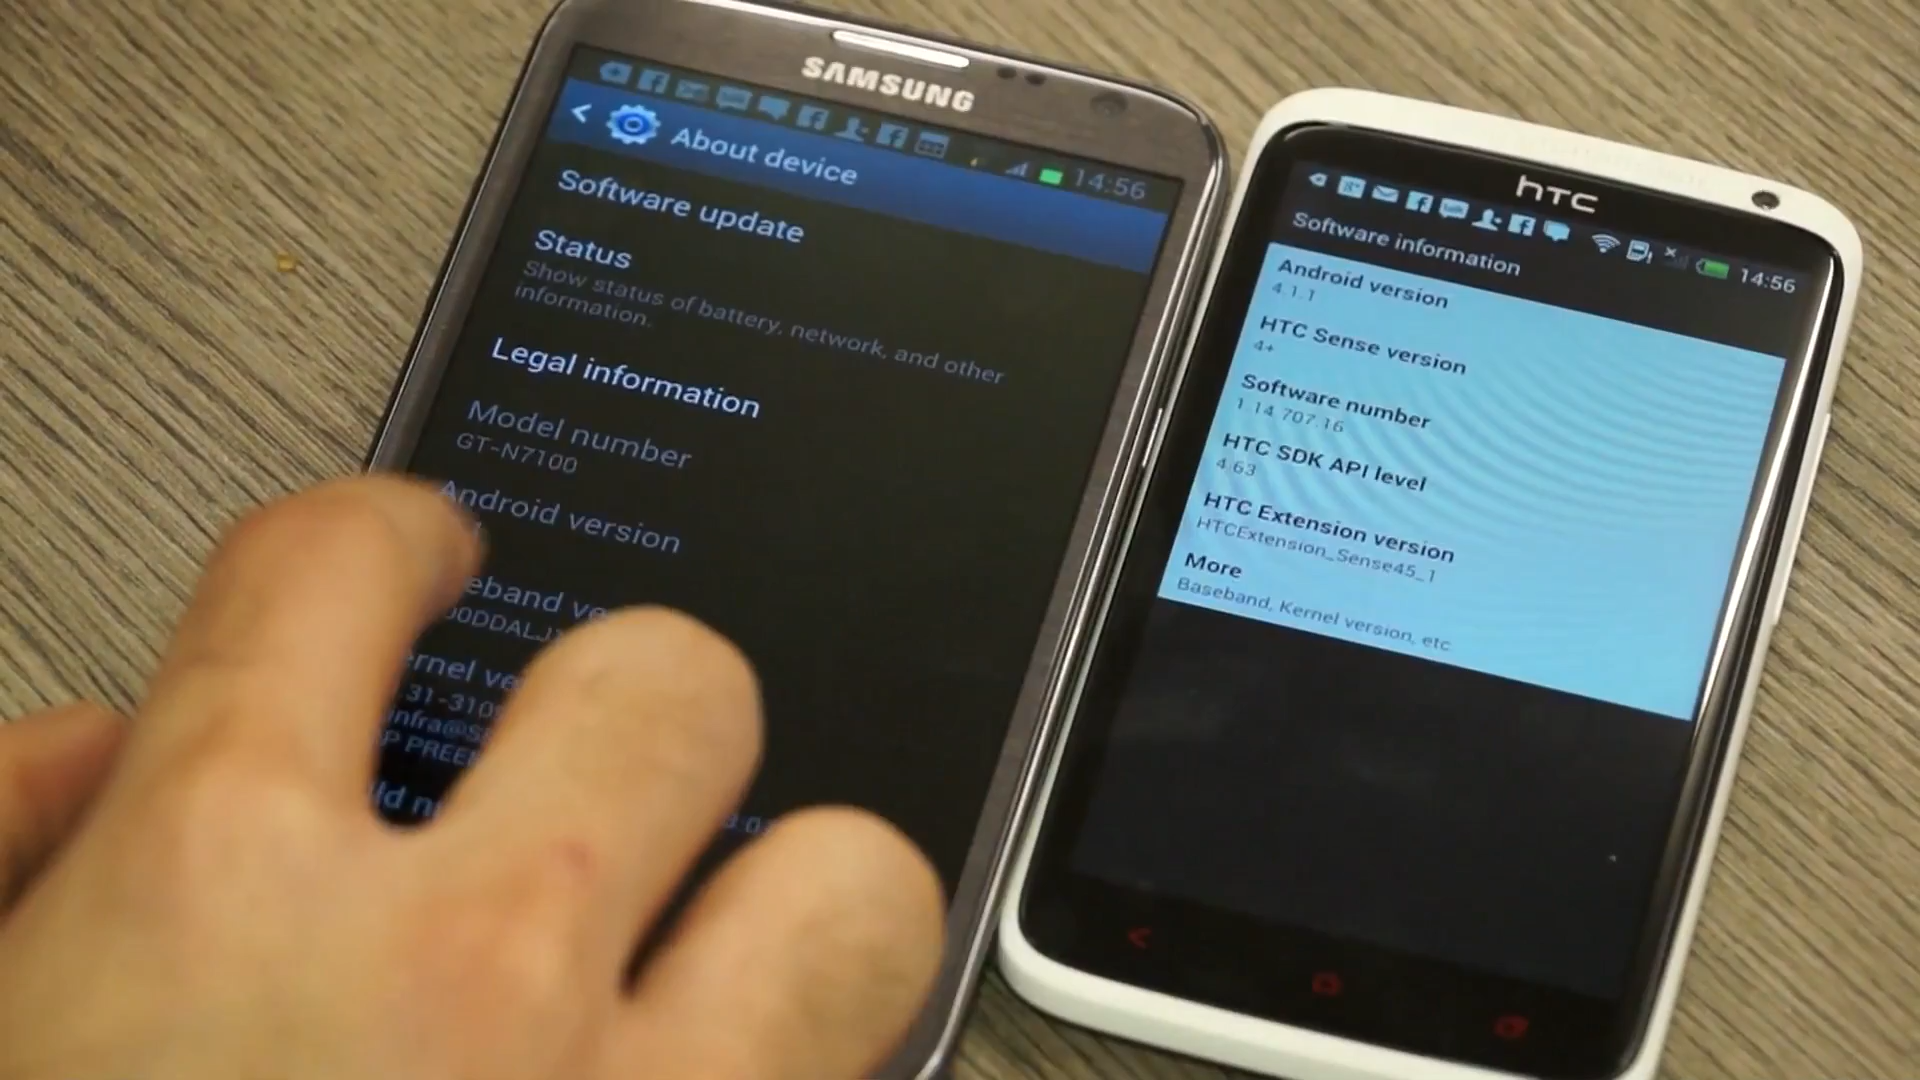 SAMSUNG
14:56
About device
Software update
Status
Show status of battery, network, and other
information.
Legal information
Model number
GT-N7100
Android version
hTC
14:56
Software information
Android version
4.1.1
HTC Sense version
4+
Software number
1.14.707.16
HTC SDK API level
4.63
HTC Extension version
HTCExtension_Sense45_1
More
Baseband, Kernel version, etc